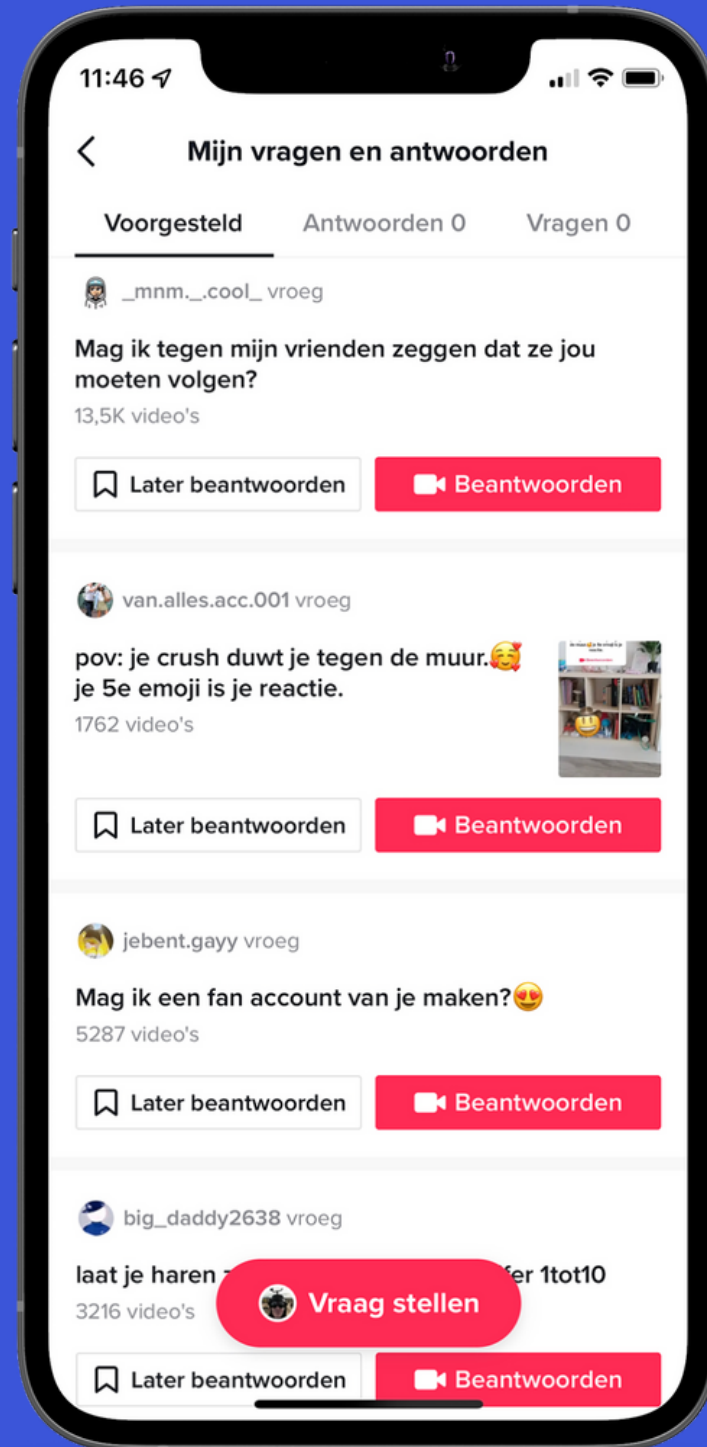 11:46
Mijn vragen en antwoorden
Voorgesteld Antwoorden 0 Vragen 0
_mnm._.cool_ vroeg
Mag ik tegen mijn vrienden zeggen dat ze jou
moeten volgen?
13,5K video's
Later beantwoorden Beantwoorden
van.alles.acc.001 vroeg
pov: je crush duwt je tegen de muur.🥰
je 5e emoji is je reactie.
1762 video's
Later beantwoorden Beantwoorden
jebent.gayy vroeg
Mag ik een fan account van je maken?😍
5287 video's
Later beantwoorden Beantwoorden
big_daddy2638 vroeg
laat je haren 1tot10
3216 video's
Vraag stellen
Later beantwoorden Beantwoorden